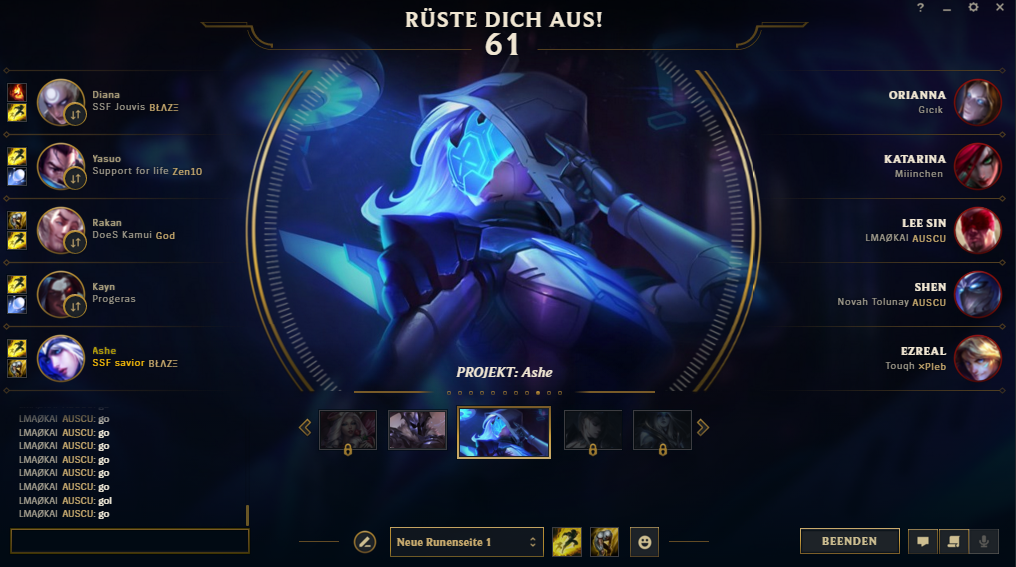 RÜSTE DICH AUS!
61
Diana
SSF Jouvis BŁΛZΞ
Yasuo
Support for life Zen10
Rakan
DoeS Kamui God
Kayn
Progeras
Ashe
SSF savior BŁΛZΞ
ORIANNA
Gıcık
KATARINA
Miiinchen
LEE SIN
LMAØKAI AUSCU
SHEN
Novah Tolunay AUSCU
EZREAL
Touqh ×Pleb
PROJEKT: Ashe
LMAØKAI AUSCU: go
LMAØKAI AUSCU: go
LMAØKAI AUSCU: go
LMAØKAI AUSCU: go
LMAØKAI AUSCU: go
LMAØKAI AUSCU: go
LMAØKAI AUSCU: gol
LMAØKAI AUSCU: go
Neue Runenseite 1
BEENDEN